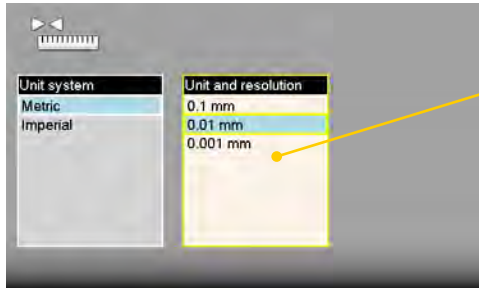 Unit system
Metric
Imperial
Unit and resolution
0.1 mm
0.01 mm
0.001 mm